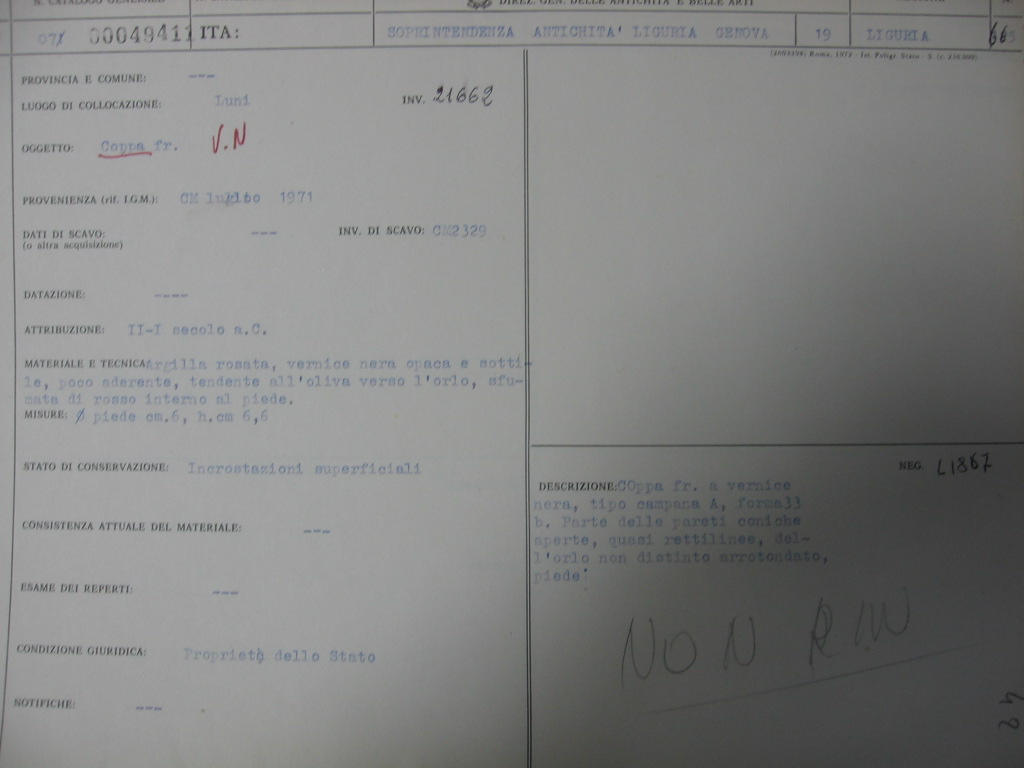 DIREZ. GEN. DELLE ANTICHITÀ E BELLE ARTI
07/ 00049411 ITA: SOPRINTENDENZA ANTICHITA' LIGURIA GENOVA 19 LIGURIA
PROVINCIA E COMUNE: ---
LUOGO DI COLLOCAZIONE: Luni INV. 21662
OGGETTO: Coppa fr. V.N
PROVENIENZA (rif. I.G.M.): CM 1971
DATI DI SCAVO: --- INV. DI SCAVO: CM2329
(o altra acquisizione)
DATAZIONE: ----
ATTRIBUZIONE: II-I secolo a.C.
MATERIALE E TECNICA Argilla rosata, vernice nera opaca e sotti-
le, poco aderente, tendente all'oliva verso l'orlo, sfu-
mata di rosso interno al piede.
MISURE: Ø piede cm.6, h.cm 6,6
STATO DI CONSERVAZIONE: Incrostazioni superficiali
CONSISTENZA ATTUALE DEL MATERIALE: ---
ESAME DEI REPERTI: ---
CONDIZIONE GIURIDICA: Proprietò dello Stato
NOTIFICHE: ---
NEG. L1867
DESCRIZIONE: COppa fr. a vernice
nera, tipo campana A, forma33
b. Parte delle pareti coniche
aperte, quasi rettilinee, del-
l'orlo non distinto arrotondato,
piede.
NON RIN
42